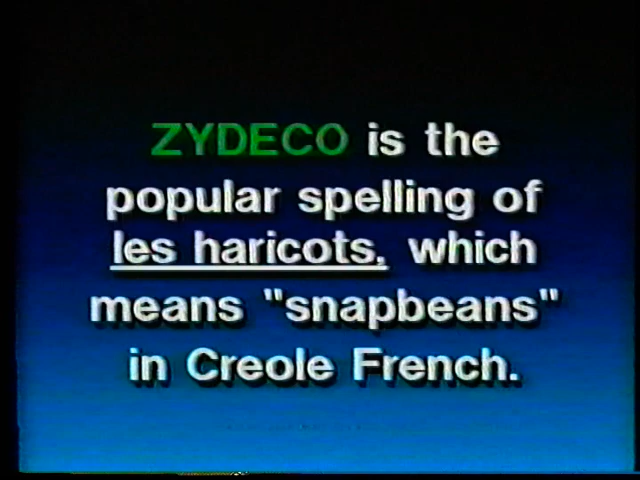 ZYDECO is the
popular spelling of
les haricots, which
means "snapbeans"
in Creole French.